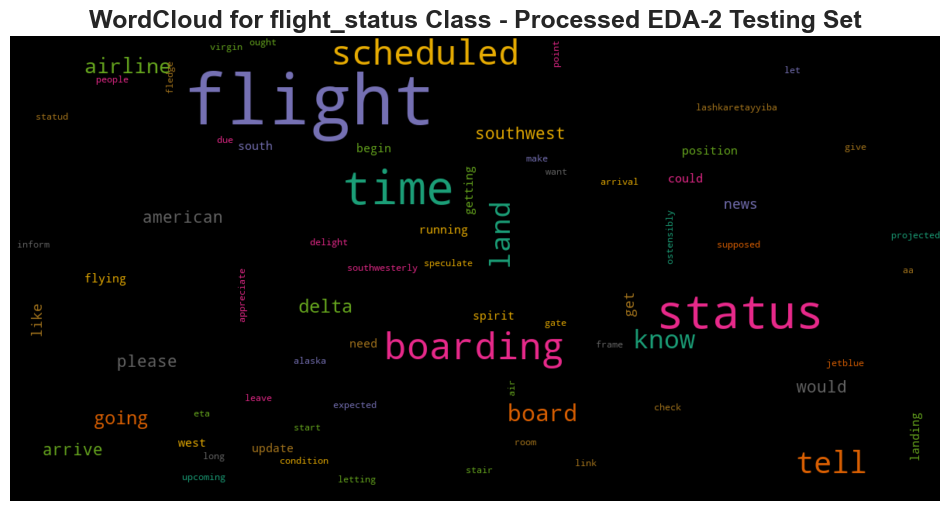 WordCloud for flight_status Class - Processed EDA-2 Testing Set
virgin
ought
scheduled
point
airline
people
fledge
let
flight
lashkaretayyiba
statud
due
south
begin
southwest
position
give
make
want
time
getting
arrival
could
news
american
land
running
ostensibly
projected
inform
delight
supposed
southwesterly
speculate
flying
appreciate
aa
like
delta
spirit
gate
get
status
need
boarding
frame
know
please
alaska
jetblue
air
would
leave
expected
board
check
going
eta
start
landing
arrive
west
long
update
condition
room
link
tell
upcoming
letting
stair